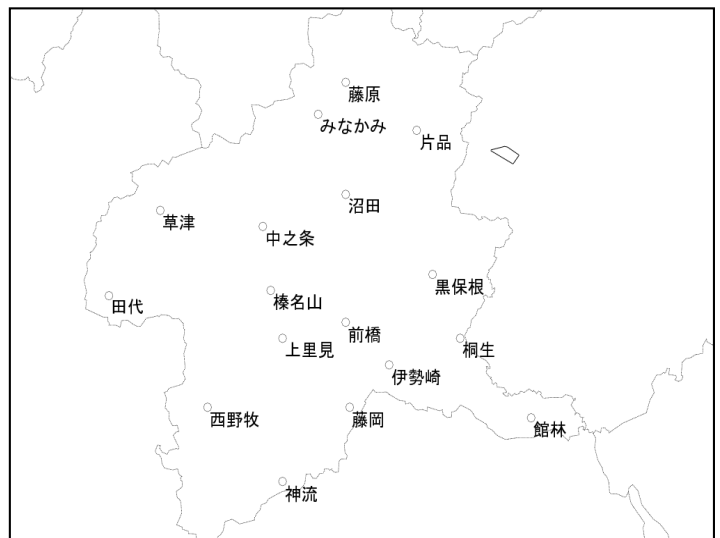 藤原
みなかみ
片品
沼田
草津
中之条
黒保根
榛名山
田代
前橋
上里見
桐生
伊勢崎
西野牧
藤岡
館林
神流